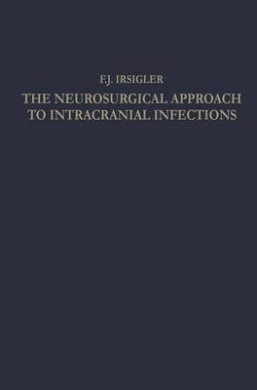 F.J. IRSIGLER
THE NEUROSURGICAL APPROACH
TO INTRACRANIAL INFECTIONS